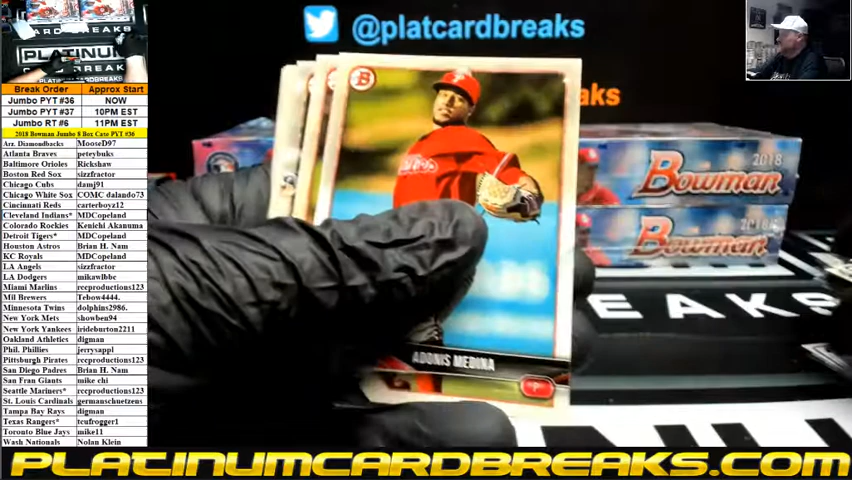 @platcardbreaks
aks
PLATINUM
CARD BREAKS
Break Order Approx Start
Jumbo PYT #36 NOW
Jumbo PYT #37 10PM EST
Jumbo RT #6 11PM EST
2018 Bowman Jumbo 8 Box Case PYT #36
Arz. Diamondbacks MooseD97
Atlanta Braves peteybuks
Baltimore Orioles Rickshaw
Boston Red Sox sizzfractor
Chicago Cubs damj91
Chicago White Sox COMC dalando73
Cincinnati Reds carterboyz12
Cleveland Indians* MDCopeland
Colorado Rockies Kenichi Akanuma
Detroit Tigers* MDCopeland
Houston Astros Brian H. Nam
KC Royals MDCopeland
LA Angels sizzfractor
LA Dodgers mikawlbbc
Miami Marlins rccproductions123
Mil Brewers Tebow4444.
Minnesota Twins dolphins2986.
New York Mets showben94
New York Yankees irideburton2211
Oakland Athletics digman
Phil. Phillies jerrysappl
Pittsburgh Pirates rccproductions123
San Diego Padres Brian H. Nam
San Fran Giants mike chi
Seattle Mariners* rccproductions123
St. Louis Cardinals germanschuetzens
Tampa Bay Rays digman
Texas Rangers* tcufrogger1
Toronto Blue Jays mike11
Wash Nationals Nolan Klein
B
Phillies
ADONIS MEDINA
P
2018
Bowman
2018
Bowman
BREAKS
PLATINUMCARDBREAKS.COM